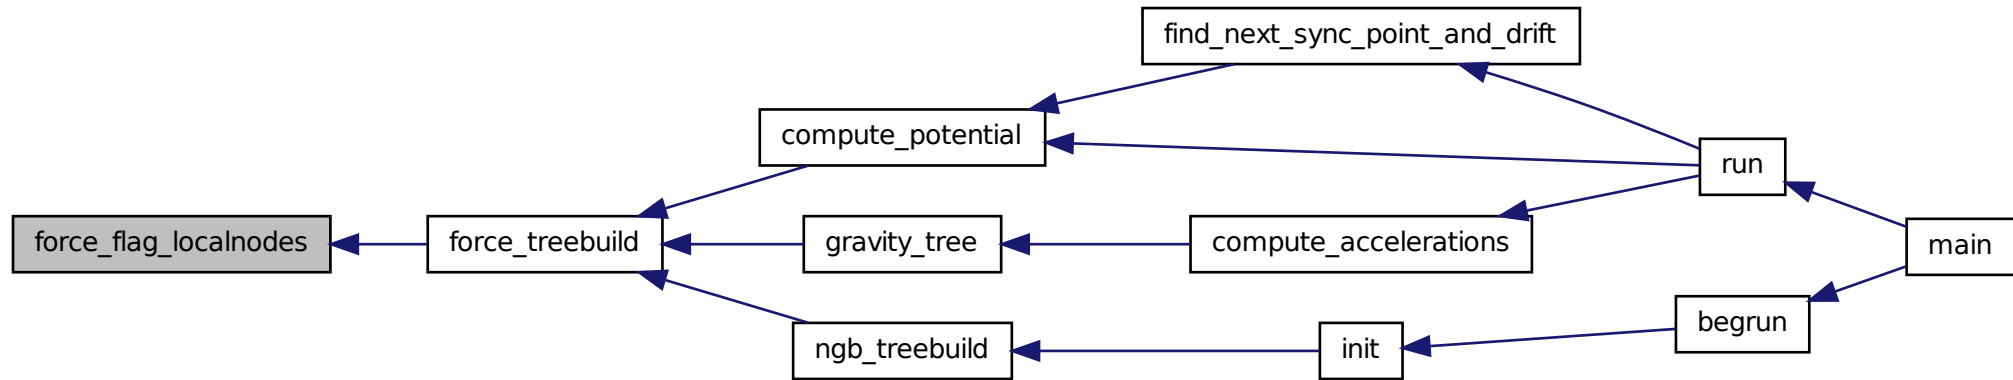 find_next_sync_point_and_drift
compute_potential
run
force_flag_localnodes
force_treebuild
gravity_tree
compute_accelerations
main
ngb_treebuild
init
begrun